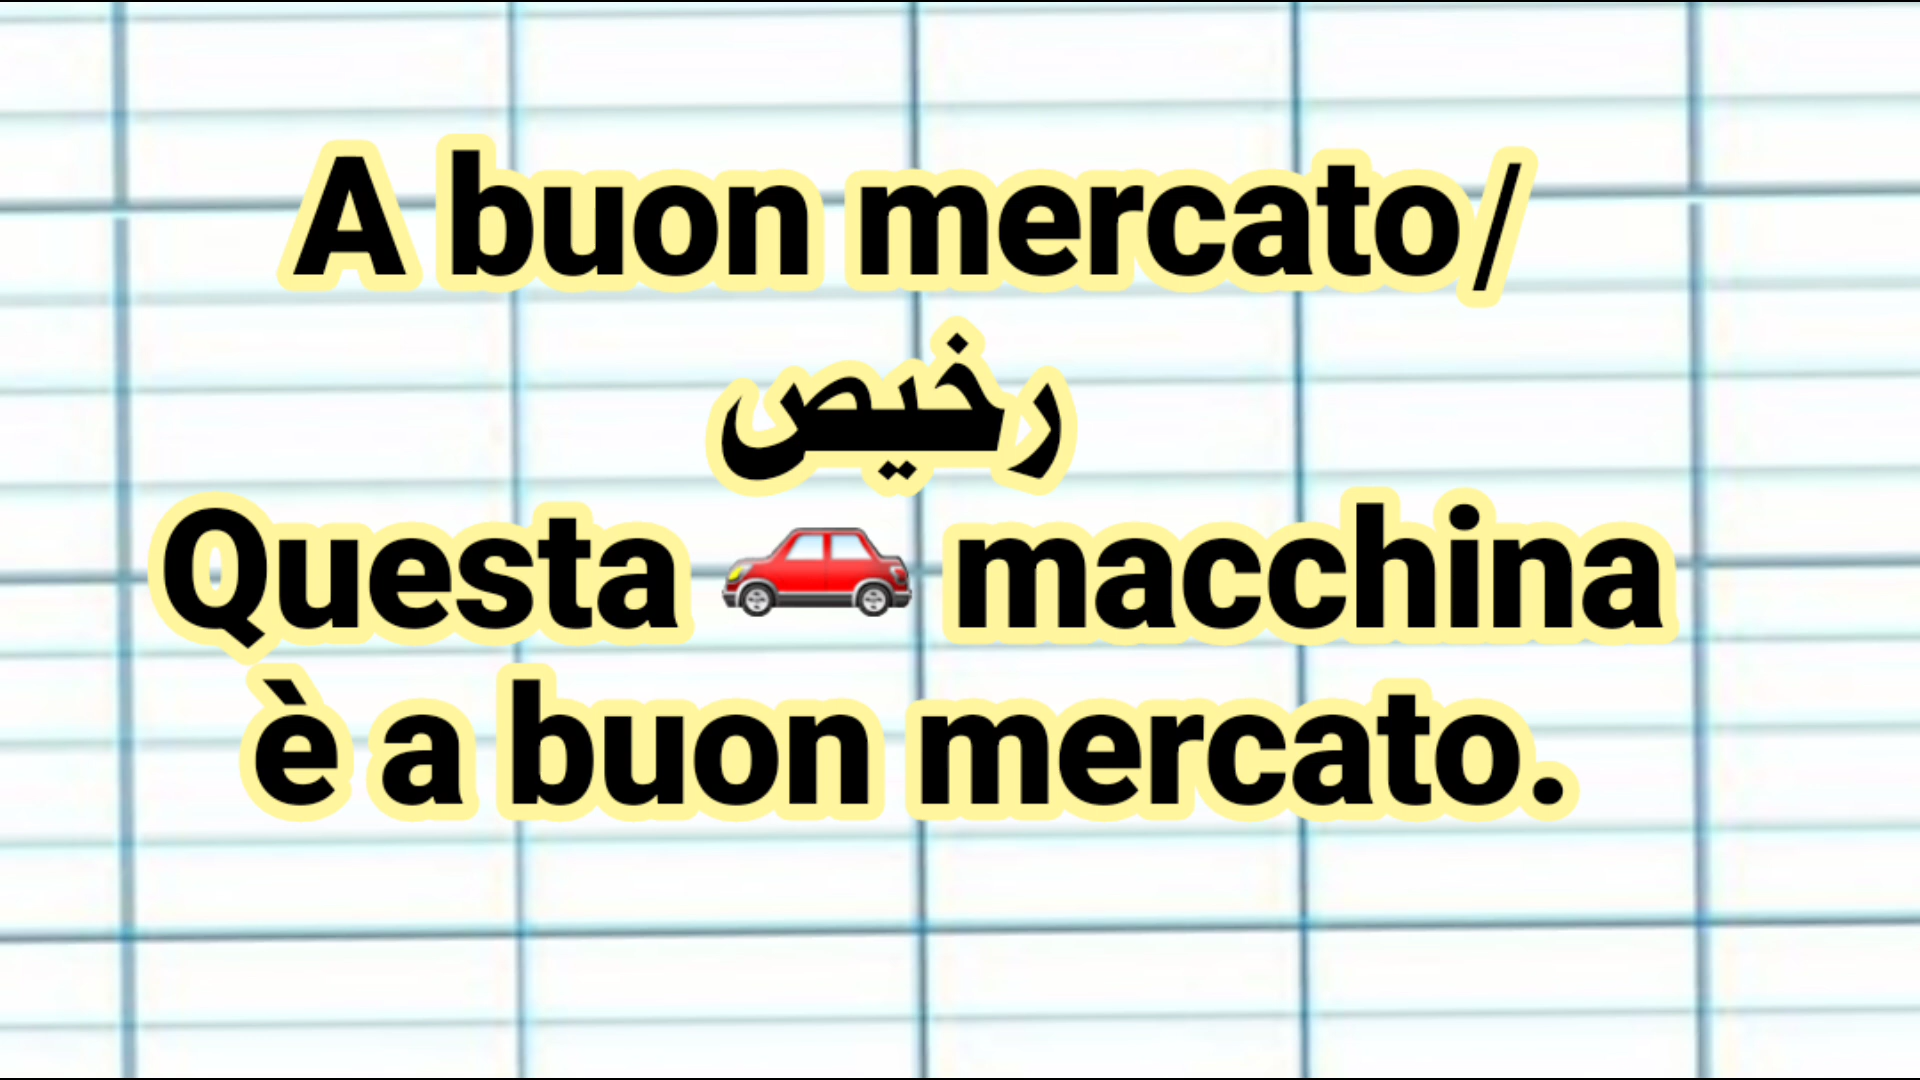 A buon mercato/
رخيص
Questa 🚗 macchina
è a buon mercato.